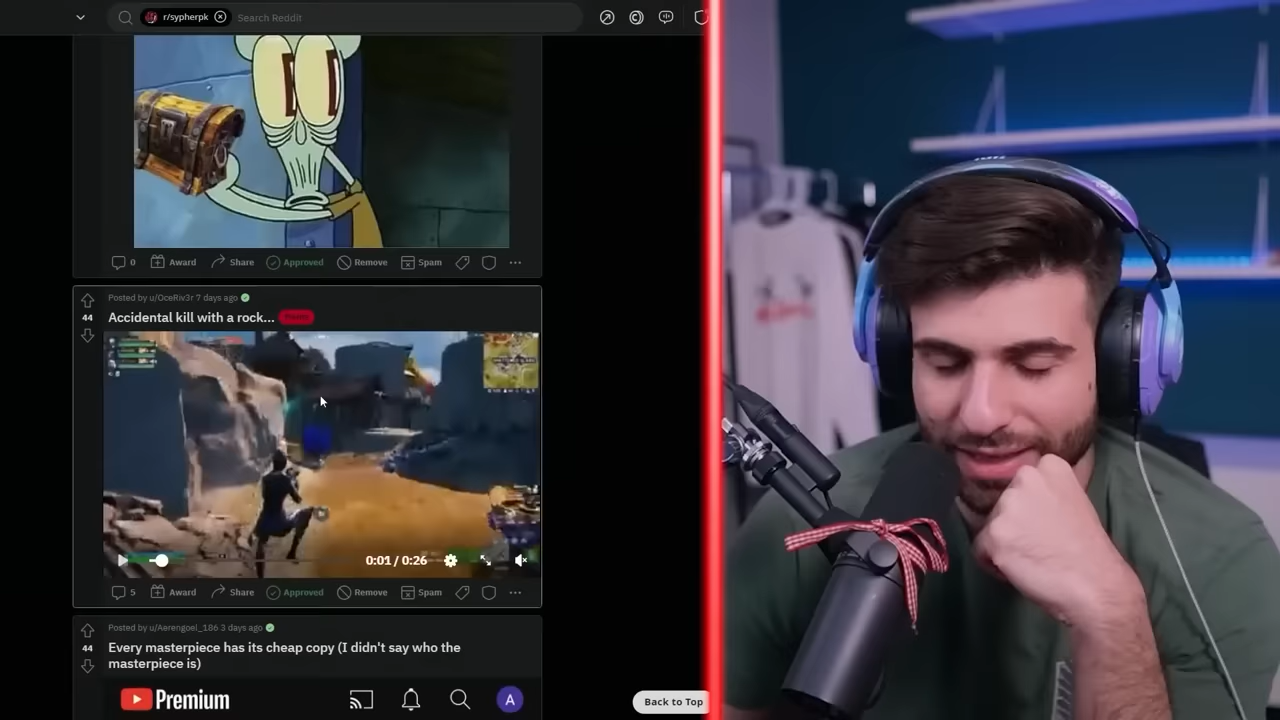 r/sypherpk Search Reddit
0 Award Share Approved Remove Spam
Posted by u/OceRiv3r 7 days ago
44
Accidental kill with a rock...
0:01 / 0:26
5 Award Share Approved Remove Spam
Posted by u/Aerengoel_186 3 days ago
44
Every masterpiece has its cheap copy (I didn't say who the
masterpiece is)
Premium
A
Back to Top